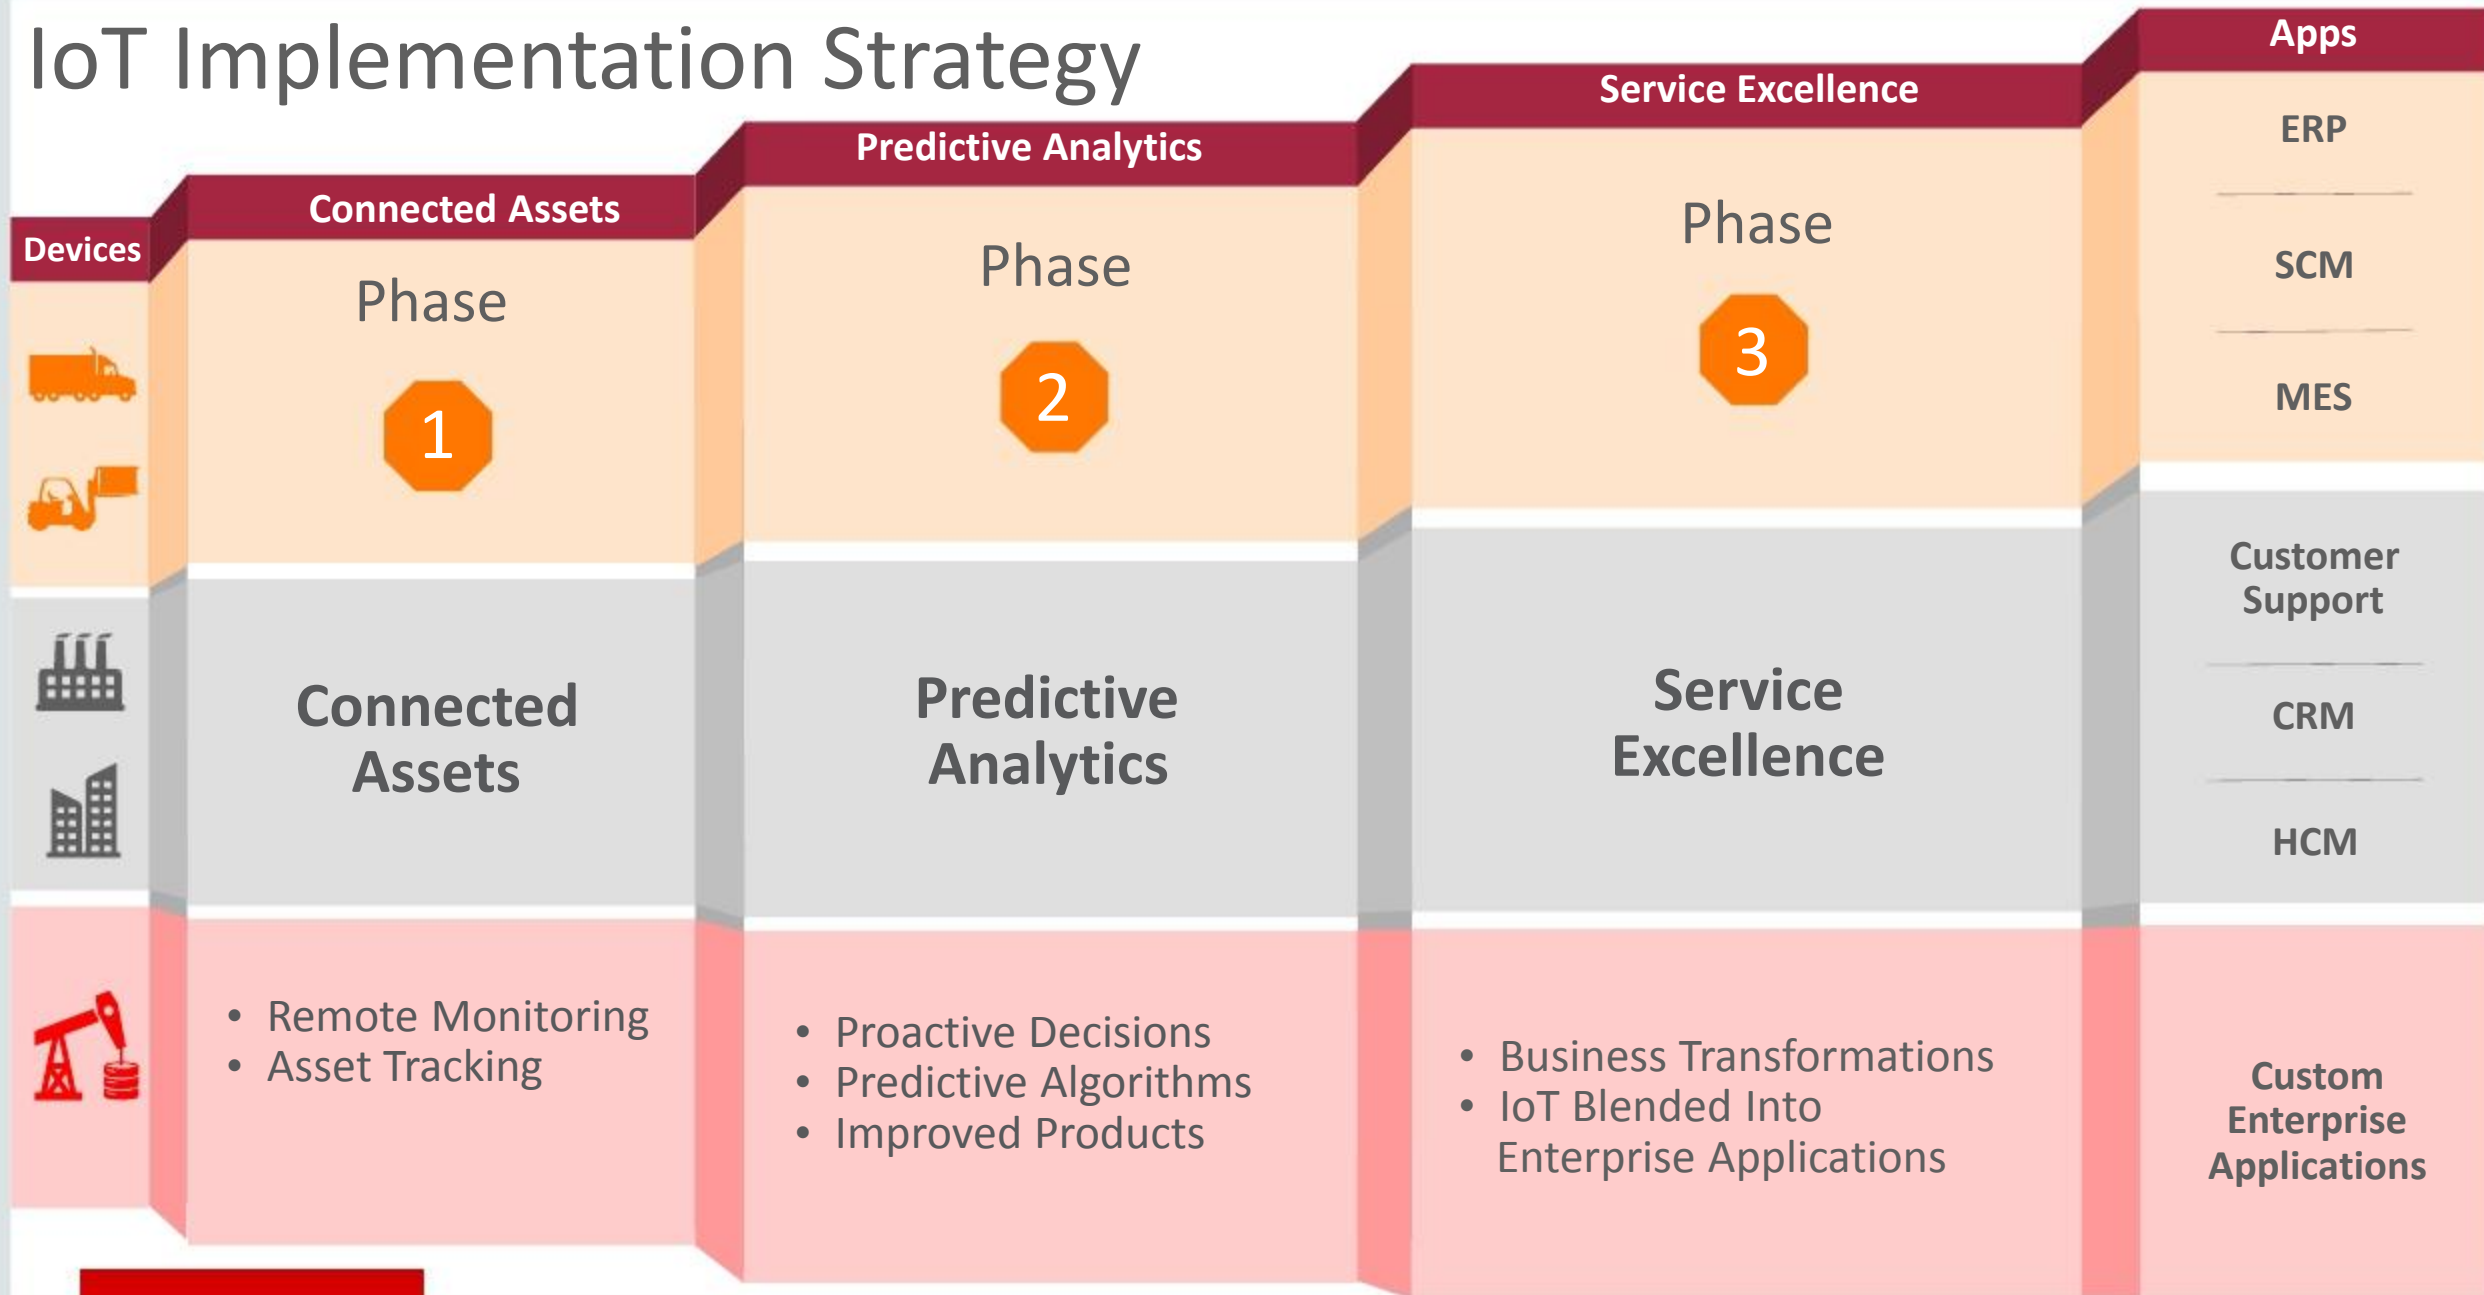 IoT Implementation Strategy
Devices
Connected Assets
Phase
1
Connected
Assets
• Remote Monitoring
• Asset Tracking
Predictive Analytics
Phase
2
Predictive
Analytics
• Proactive Decisions
• Predictive Algorithms
• Improved Products
Service Excellence
Phase
3
Service
Excellence
• Business Transformations
• IoT Blended Into
Enterprise Applications
Apps
ERP
SCM
MES
Customer
Support
CRM
HCM
Custom
Enterprise
Applications